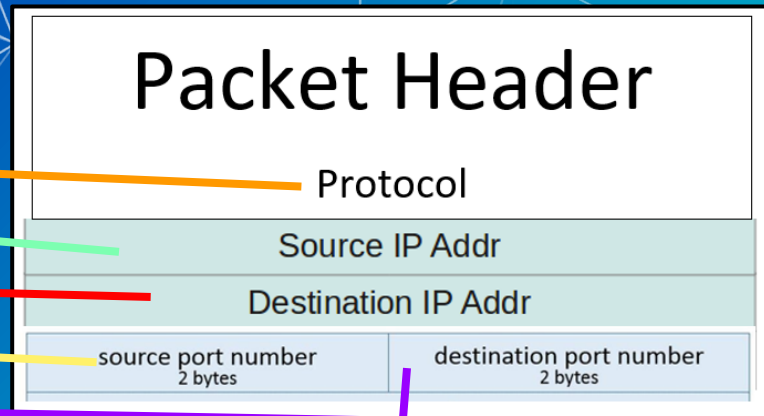 Packet Header
Protocol
Source IP Addr
Destination IP Addr
source port number destination port number
2 bytes 2 bytes